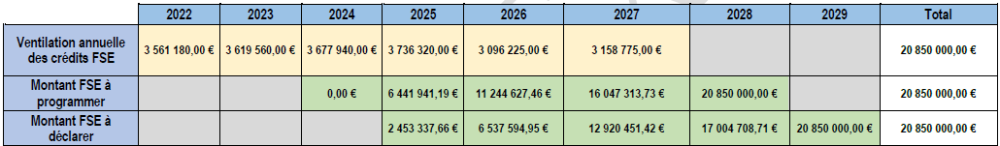 2022 2023 2024 2025 2026 2027 2028 2029 Total
Ventilation annuelle
des crédits FSE
3 561 180,00 € 3 619 560,00 € 3 677 940,00 € 3 736 320,00 € 3 096 225,00 € 3 158 775,00 € 20 850 000,00 €
Montant FSE à
programmer
0,00 € 6 441 941,19 € 11 244 627,46 € 16 047 313,73 € 20 850 000,00 € 20 850 000,00 €
Montant FSE à
déclarer
2 453 337,66 € 6 537 594,95 € 12 920 451,42 € 17 004 708,71 € 20 850 000,00 € 20 850 000,00 €